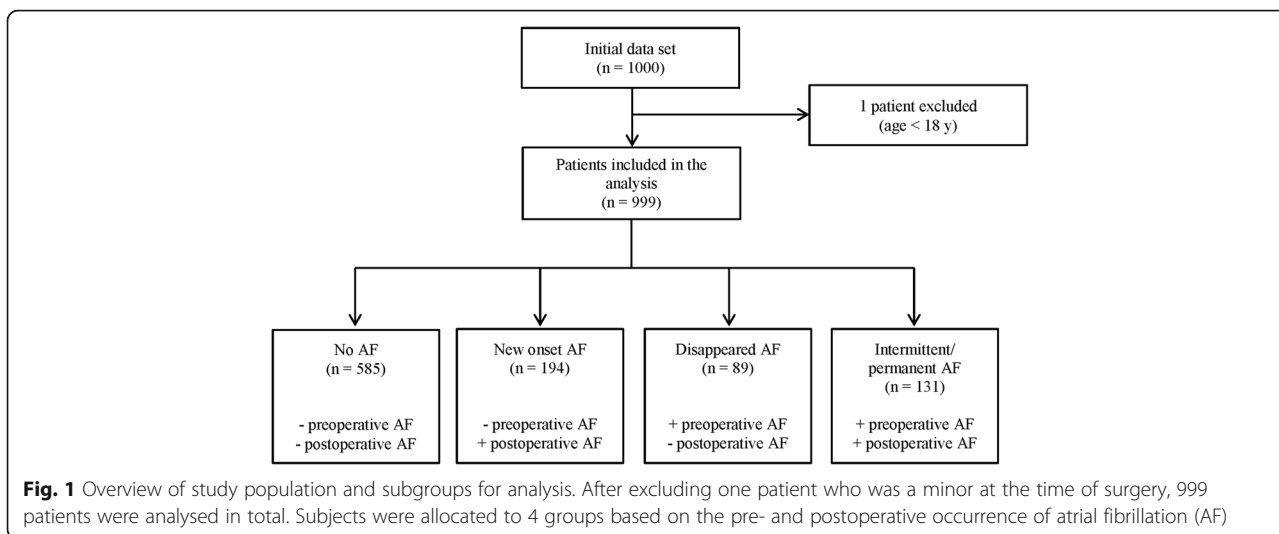 Initial data set
(n = 1000)
1 patient excluded
(age < 18 y)
Patients included in the
analysis
(n = 999)
No AF
(n = 585)
- preoperative AF
- postoperative AF
New onset AF
(n = 194)
- preoperative AF
+ postoperative AF
Disappeared AF
(n = 89)
+ preoperative AF
- postoperative AF
Intermittent/
permanent AF
(n = 131)
+ preoperative AF
+ postoperative AF
Fig. 1 Overview of study population and subgroups for analysis. After excluding one patient who was a minor at the time of surgery, 999
patients were analysed in total. Subjects were allocated to 4 groups based on the pre- and postoperative occurrence of atrial fibrillation (AF)